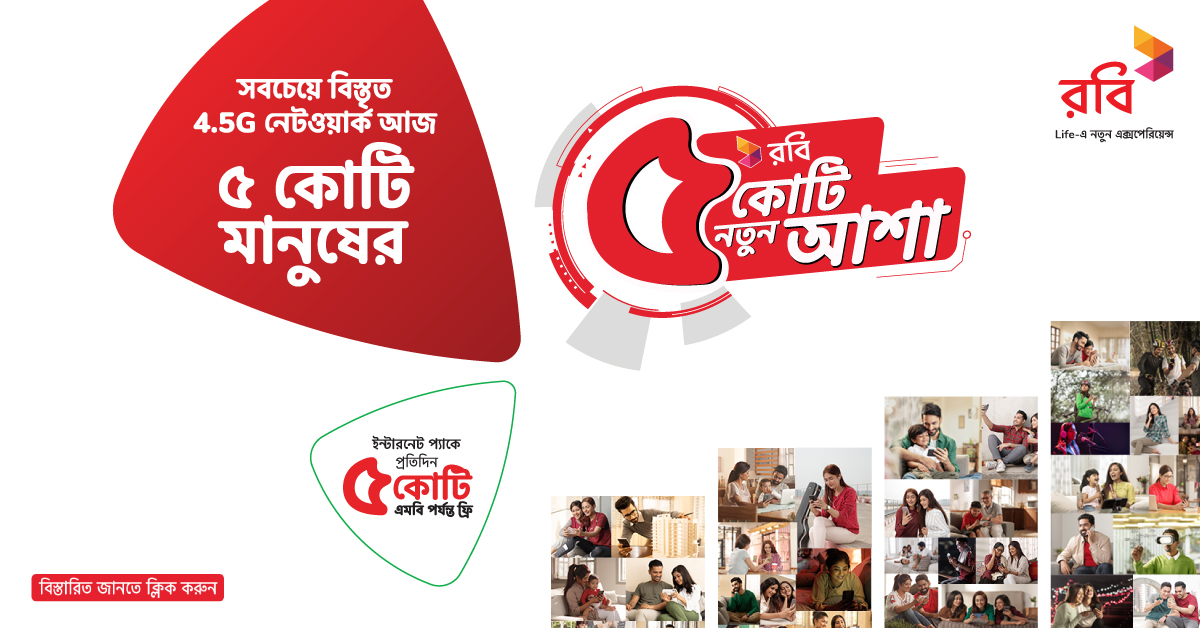 সবচেয়ে বিস্তৃত
4.5G নেটওয়ার্ক আজ
৫ কোটি
মানুষের
রবি
৫ কোটি
নতুন আশা
রবি
Life-এ নতুন এক্সপেরিয়েন্স
ইন্টারনেট প্যাকে
প্রতিদিন
৫ কোটি
এমবি পর্যন্ত ফ্রি
বিস্তারিত জানতে ক্লিক করুন